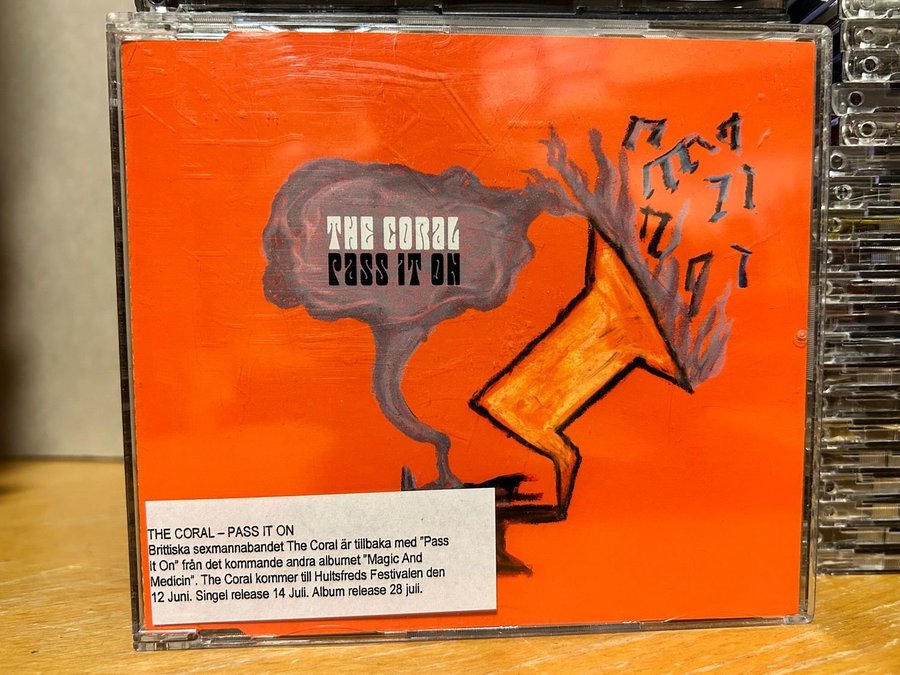 THE CORAL
PASS IT ON
THE CORAL – PASS IT ON
Brittiska sexmannabandet The Coral är tillbaka med "Pass
It On" från det kommande andra albumet "Magic And
Medicin". The Coral kommer till Hultsfreds Festivalen den
12 Juni. Singel release 14 Juli. Album release 28 juli.